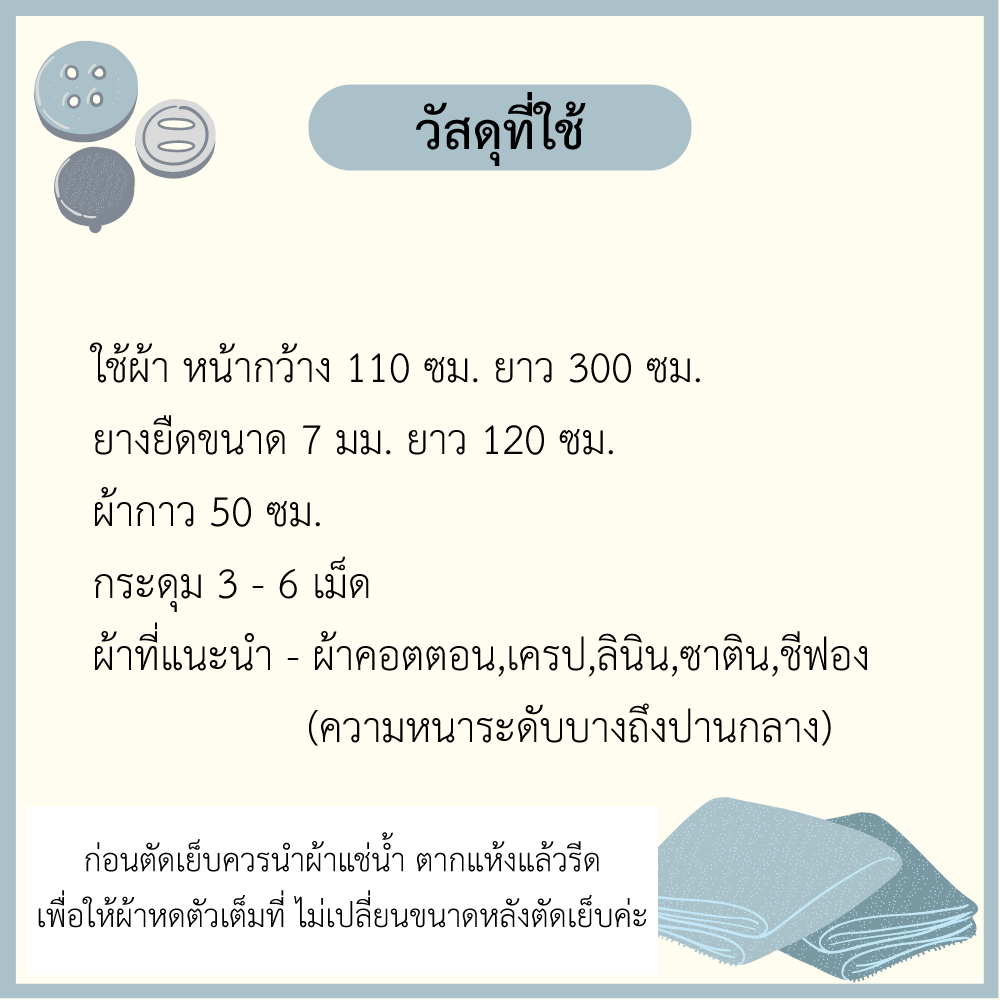 วัสดุที่ใช้
ใช้ผ้า หน้ากว้าง 110 ซม. ยาว 300 ซม.
ยางยืดขนาด 7 มม. ยาว 120 ซม.
ผ้ากาว 50 ซม.
กระดุม 3 - 6 เม็ด
ผ้าที่แนะนำ - ผ้าคอตตอน,เครป,ลินิน,ซาติน,ชีฟอง
(ความหนาระดับบางถึงปานกลาง)
ก่อนตัดเย็บควรนำผ้าแช่น้ำ ตากแห้งแล้วรีด
เพื่อให้ผ้าหดตัวเต็มที่ ไม่เปลี่ยนขนาดหลังตัดเย็บค่ะ